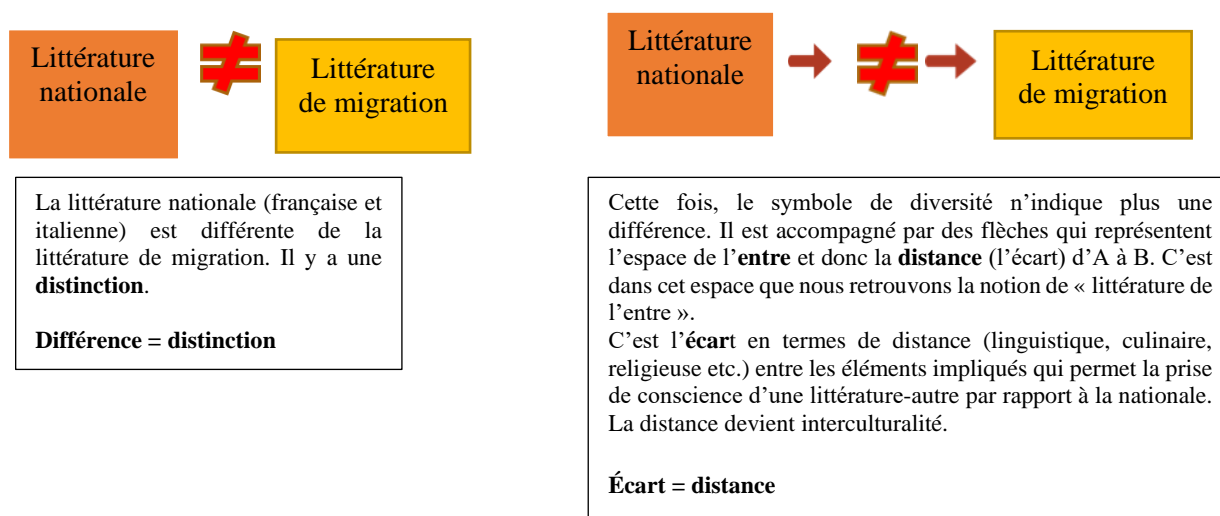 Littérature
nationale
≠
Littérature
de migration
La littérature nationale (française et
italienne) est différente de la
littérature de migration. Il y a une
distinction.
Différence = distinction
Littérature
nationale
≠
Littérature
de migration
Cette fois, le symbole de diversité n’indique plus une
différence. Il est accompagné par des flèches qui représentent
l’espace de l’entre et donc la distance (l’écart) d’A à B. C’est
dans cet espace que nous retrouvons la notion de « littérature de
l’entre ».
C’est l’écart en termes de distance (linguistique, culinaire,
religieuse etc.) entre les éléments impliqués qui permet la prise
de conscience d’une littérature-autre par rapport à la nationale.
La distance devient interculturalité.
Écart = distance